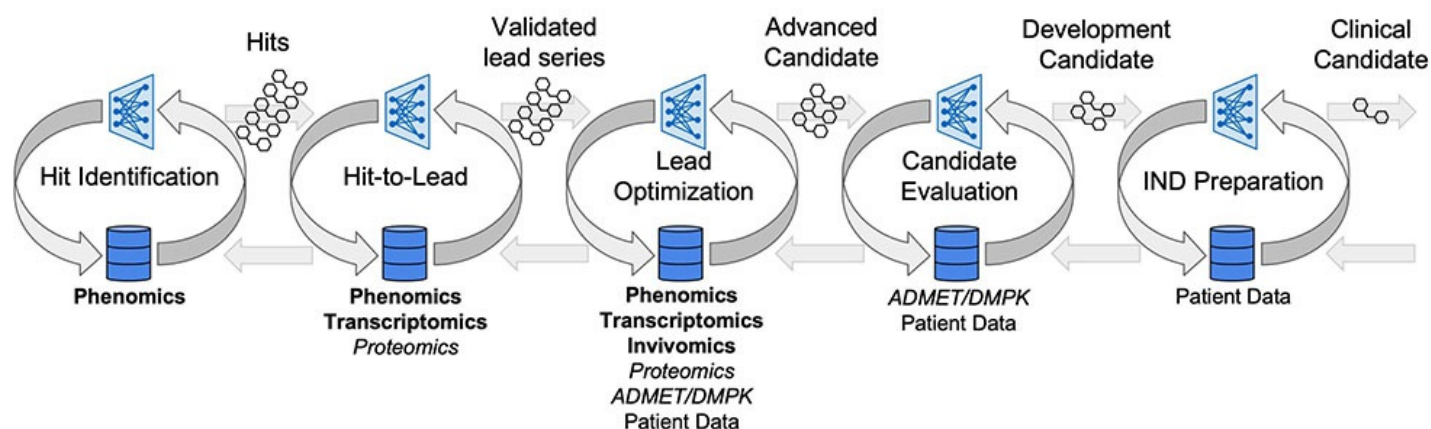 Hits
Validated
lead series
Advanced
Candidate
Development
Candidate
Clinical
Candidate
Hit Identification
Hit-to-Lead
Lead
Optimization
Candidate
Evaluation
IND Preparation
Phenomics
Phenomics
Transcriptomics
Proteomics
Phenomics
Transcriptomics
Invivomics
Proteomics
ADMET/DMPK
Patient Data
ADMET/DMPK
Patient Data
Patient Data